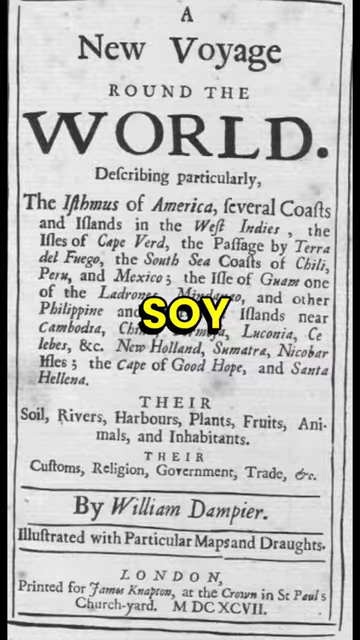 A
New Voyage
ROUND THE
WORLD.
Deſcribing particularly,
The Iſthmus of America, ſeveral Coaſts
and Iſlands in the Weſt Indies, the
Iſles of Cape Verd, the Paſſage by Terra
del Fuego, the South Sea Coaſts of Chili,
Peru, and Mexico; the Iſle of Guam one
of the Ladrones, Mindanao, and other
Philippine and Iſlands near
Cambodia, Luconia, Ce
lebes, &c. New Holland, Sumatra, Nicobar
Iſles; the Cape of Good Hope, and Santa
Hellena.
SOY
THEIR
Soil, Rivers, Harbours, Plants, Fruits, Ani-
mals, and Inhabitants.
THEIR
Cuſtoms, Religion, Government, Trade, &c.
By William Dampier.
Illuſtrated with Particular Maps and Draughts.
LONDON,
Printed for James Knapton, at the Crown in St Paul's
Church-yard. M DC XCVII.